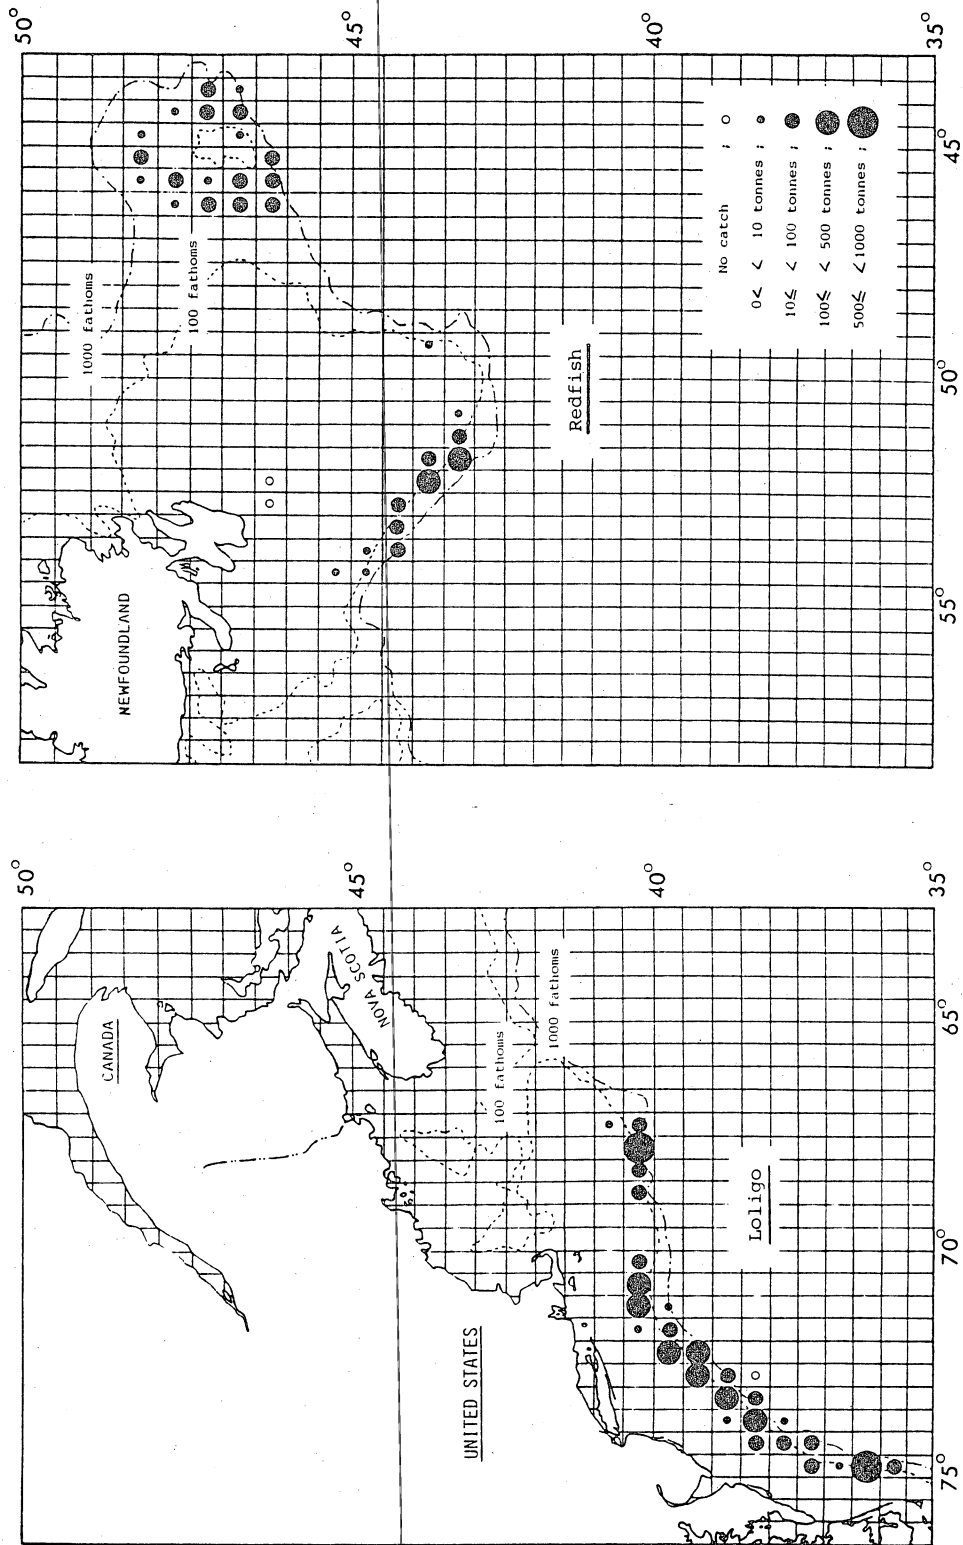 50°
45°
40°
35°
CANADA
NOVA SCOTIA
UNITED STATES
100 fathoms
1000 fathoms
Loligo
75°
70°
65°
50°
45°
40°
35°
NEWFOUNDLAND
1000 fathoms
100 fathoms
Redfish
No catch ;
0< < 10 tonnes ;
10≤ < 100 tonnes ;
100≤ < 500 tonnes ;
500≤ <1000 tonnes ;
55°
50°
45°